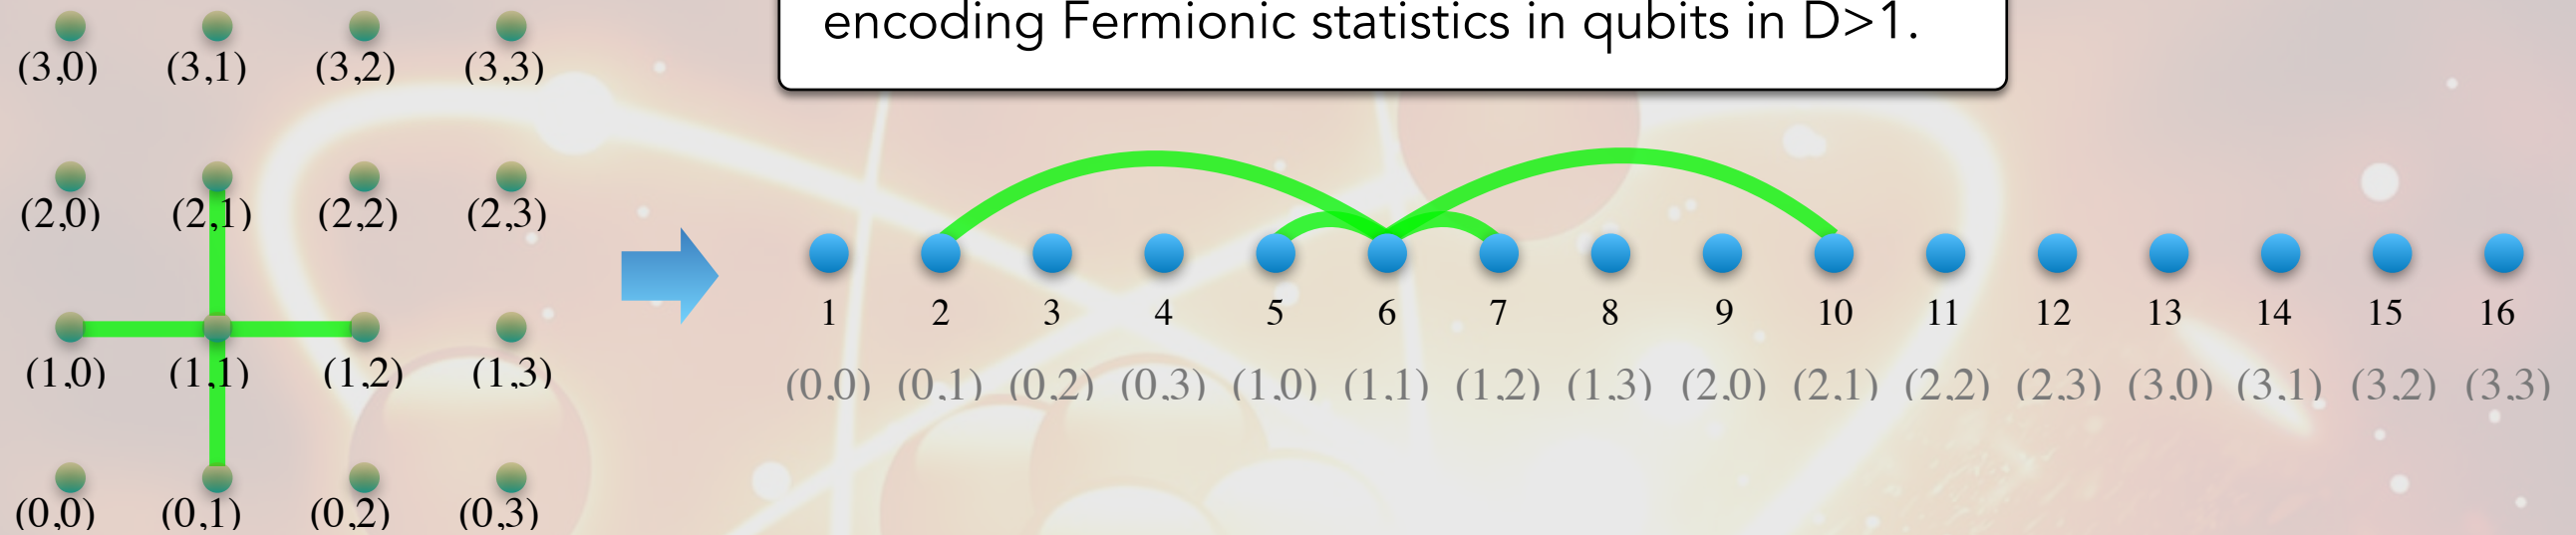 encoding Fermionic statistics in qubits in D>1.
(3,0) (3,1) (3,2) (3,3)
(2,0) (2,1) (2,2) (2,3)
(1,0) (1,1) (1,2) (1,3)
(0,0) (0,1) (0,2) (0,3)
1 2 3 4 5 6 7 8 9 10 11 12 13 14 15 16
(0,0) (0,1) (0,2) (0,3) (1,0) (1,1) (1,2) (1,3) (2,0) (2,1) (2,2) (2,3) (3,0) (3,1) (3,2) (3,3)